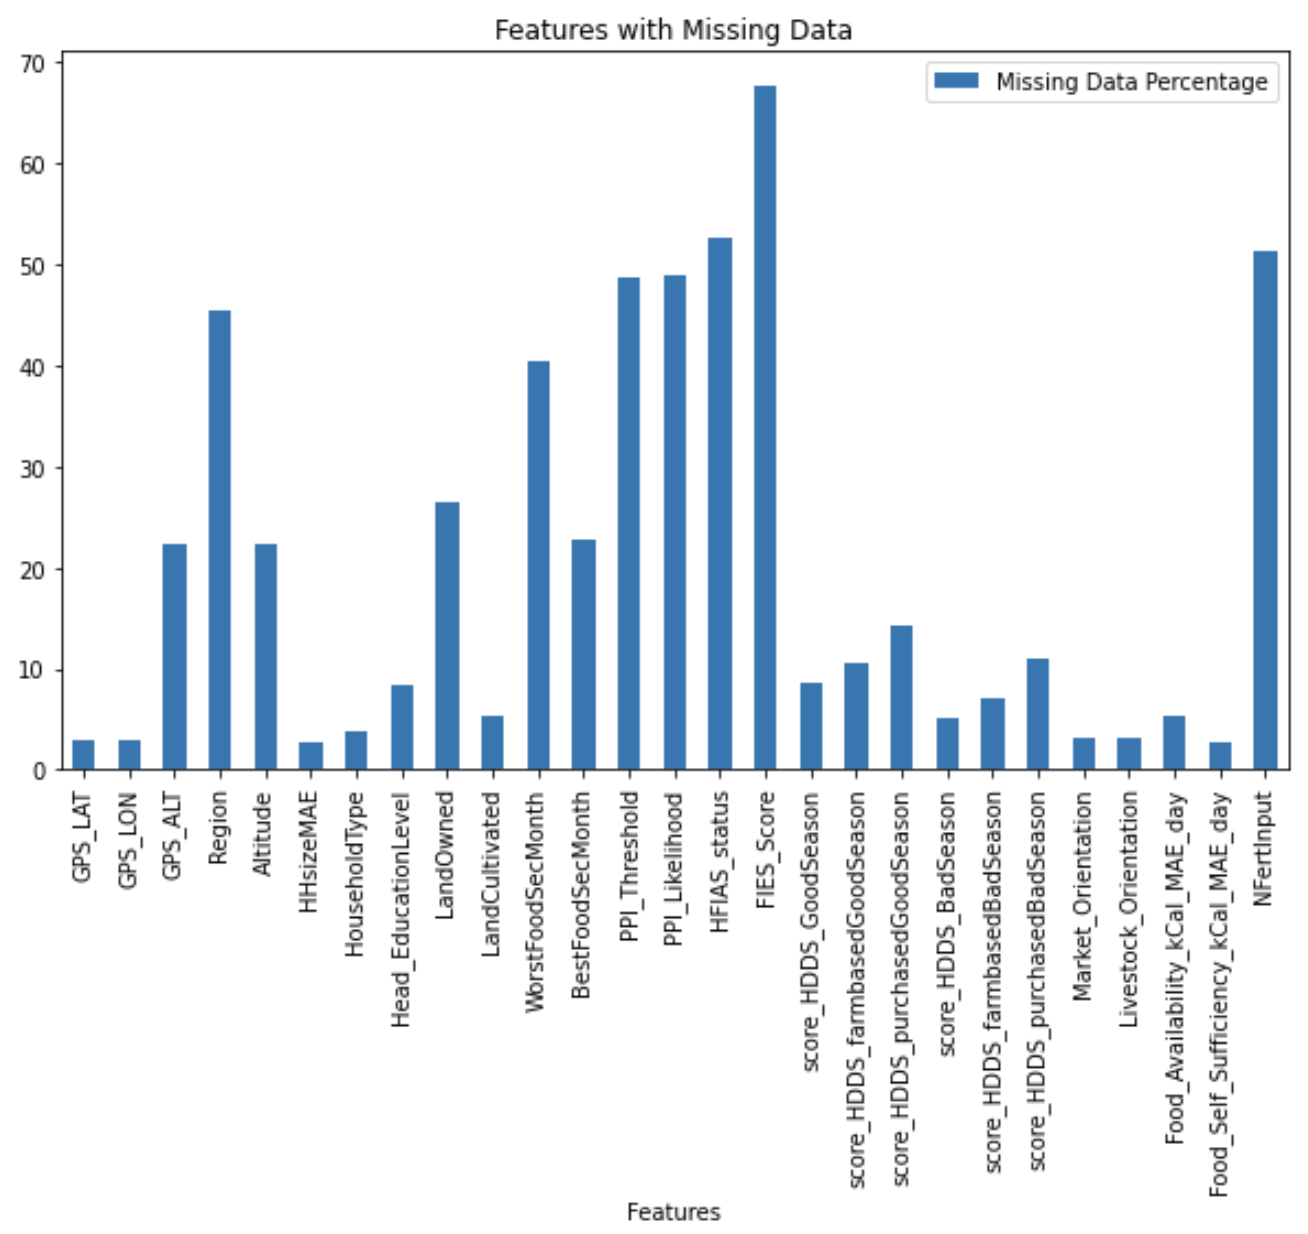 Features with Missing Data
Missing Data Percentage
70
60
50
40
30
20
10
0
GPS_LAT
GPS_LON
GPS_ALT
Region
Altitude
HHsizeMAE
HouseholdType
Head_EducationLevel
LandOwned
LandCultivated
WorstFoodSecMonth
BestFoodSecMonth
PPI_Threshold
PPI_Likelihood
HFIAS_status
FIES_Score
score_HDDS_GoodSeason
score_HDDS_farmbasedGoodSeason
score_HDDS_purchasedGoodSeason
score_HDDS_BadSeason
score_HDDS_farmbasedBadSeason
score_HDDS_purchasedBadSeason
Market_Orientation
Livestock_Orientation
Food_Availability_kCal_MAE_day
Food_Self_Sufficiency_kCal_MAE_day
NFertInput
Features